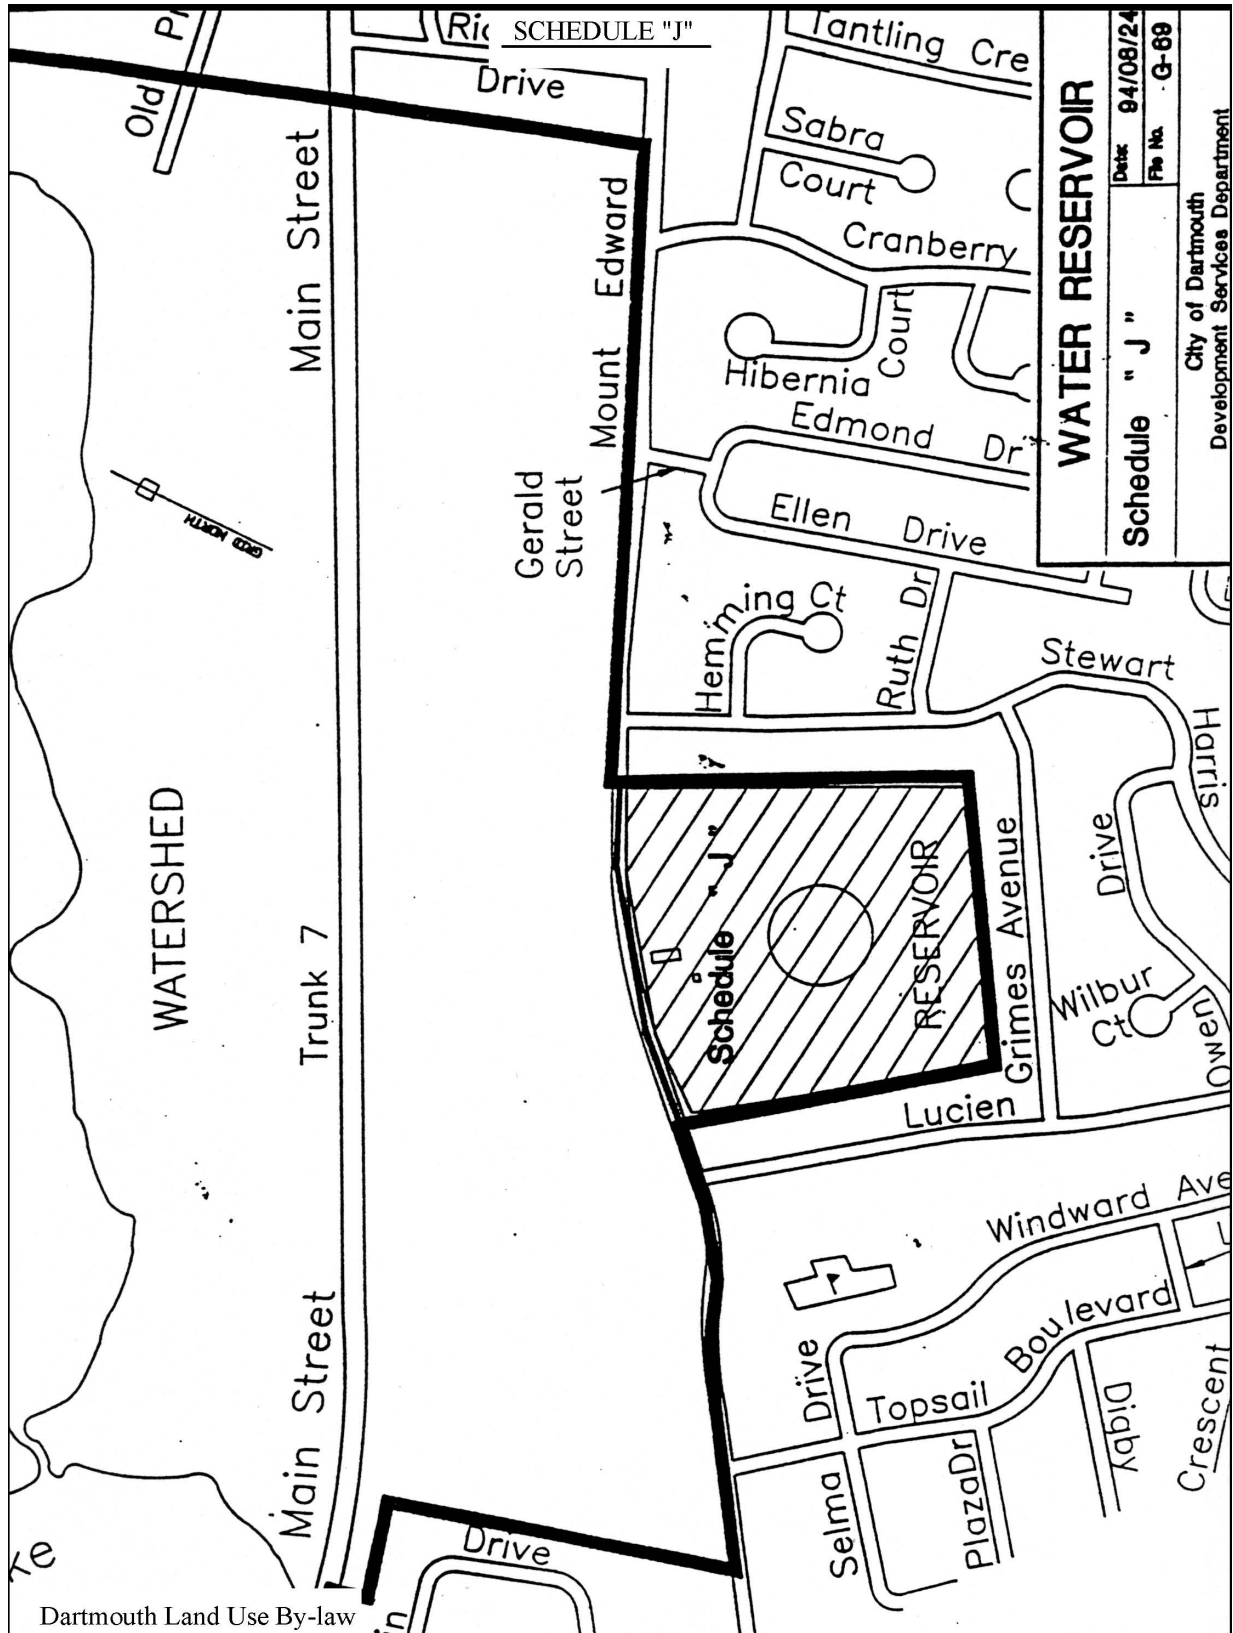 SCHEDULE "J"
Old
Drive
Tantling Cre
Sabra
Court
Main Street
Mount Edward
Cranberry
Hibernia
Court
Edmond Dr
Gerald
Street
Ellen Drive
GRID NORTH
Hemming Ct
Ruth Dr
Stewart
Harris
Drive
WATERSHED
Trunk 7
Schedule "J"
RESERVOIR
Grimes Avenue
Wilbur
Ct
Owen
Lucien
Windward Ave
Boulevard
Topsail
Drive
Selma
Plaza Dr
Digby
Crescent
Main Street
Drive
WATER RESERVOIR
Schedule "J"
Date: 94/08/24
File No. G-69
City of Dartmouth
Development Services Department
Dartmouth Land Use By-law